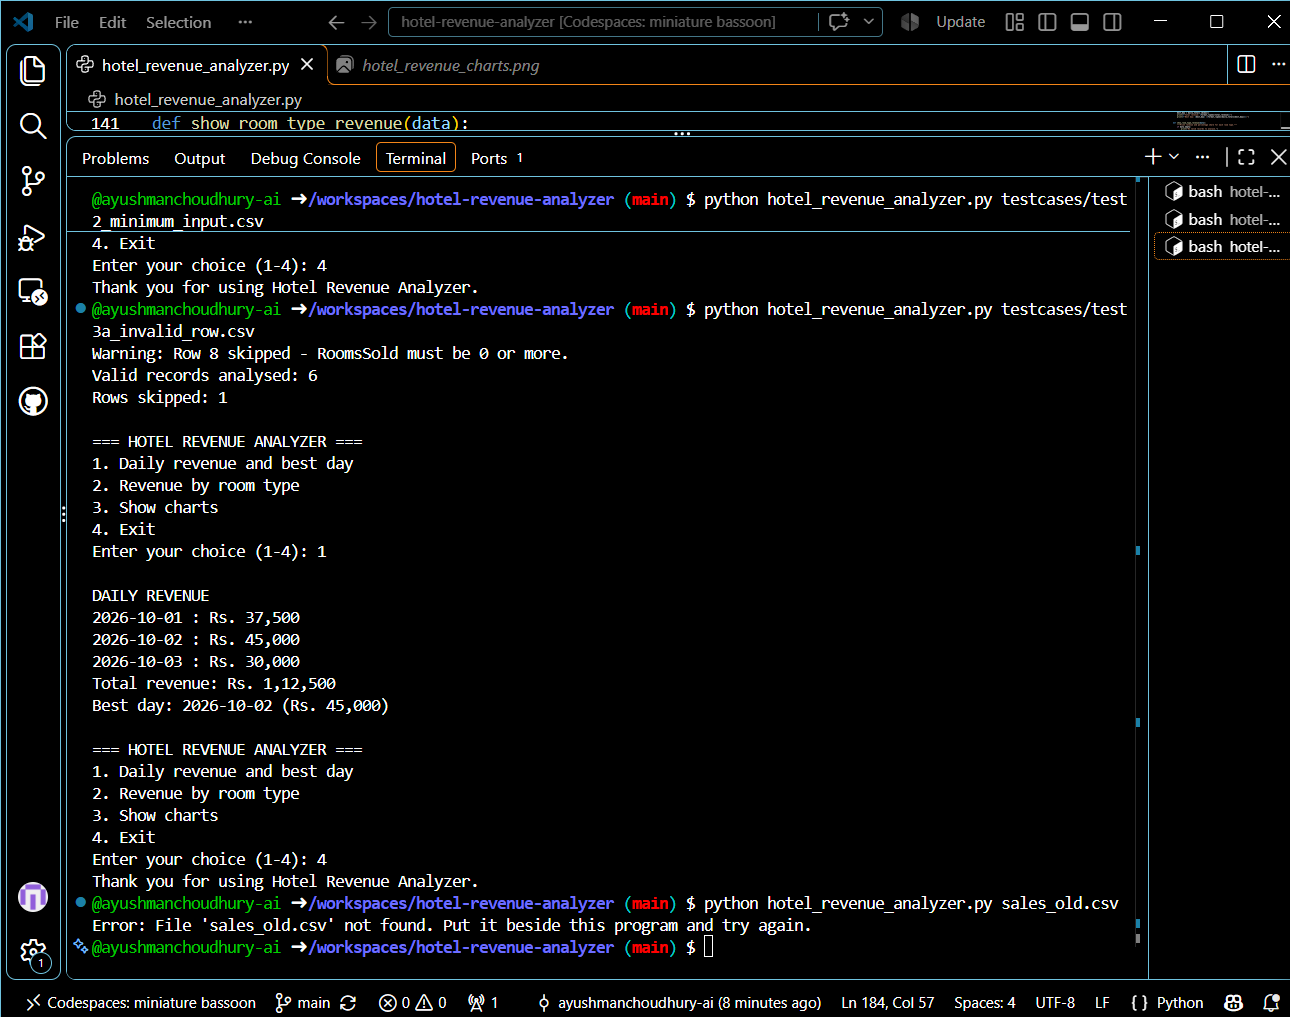 File Edit Selection ··· hotel-revenue-analyzer [Codespaces: miniature bassoon] Update
hotel_revenue_analyzer.py hotel_revenue_charts.png
hotel_revenue_analyzer.py
141 def show_room_type_revenue(data):
Problems Output Debug Console Terminal Ports 1
@ayushmanchoudhury-ai ➜/workspaces/hotel-revenue-analyzer (main) $ python hotel_revenue_analyzer.py testcases/test
2_minimum_input.csv
4. Exit
Enter your choice (1-4): 4
Thank you for using Hotel Revenue Analyzer.
@ayushmanchoudhury-ai ➜/workspaces/hotel-revenue-analyzer (main) $ python hotel_revenue_analyzer.py testcases/test
3a_invalid_row.csv
Warning: Row 8 skipped - RoomsSold must be 0 or more.
Valid records analysed: 6
Rows skipped: 1
=== HOTEL REVENUE ANALYZER ===
1. Daily revenue and best day
2. Revenue by room type
3. Show charts
4. Exit
Enter your choice (1-4): 1
DAILY REVENUE
2026-10-01 : Rs. 37,500
2026-10-02 : Rs. 45,000
2026-10-03 : Rs. 30,000
Total revenue: Rs. 1,12,500
Best day: 2026-10-02 (Rs. 45,000)
=== HOTEL REVENUE ANALYZER ===
1. Daily revenue and best day
2. Revenue by room type
3. Show charts
4. Exit
Enter your choice (1-4): 4
Thank you for using Hotel Revenue Analyzer.
@ayushmanchoudhury-ai ➜/workspaces/hotel-revenue-analyzer (main) $ python hotel_revenue_analyzer.py sales_old.csv
Error: File 'sales_old.csv' not found. Put it beside this program and try again.
@ayushmanchoudhury-ai ➜/workspaces/hotel-revenue-analyzer (main) $
bash hotel-...
bash hotel-...
bash hotel-...
1
Codespaces: miniature bassoon main 0 0 1 ayushmanchoudhury-ai (8 minutes ago) Ln 184, Col 57 Spaces: 4 UTF-8 LF {} Python